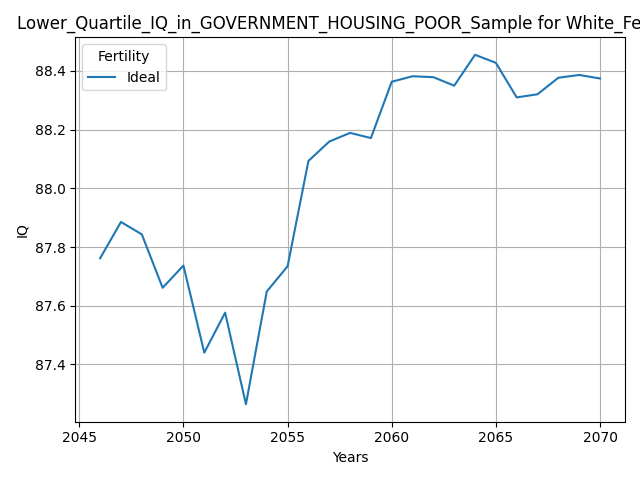 Lower_Quartile_IQ_in_GOVERNMENT_HOUSING_POOR_Sample for White_Fe
Fertility
Ideal
88.4
88.2
88.0
87.8
87.6
87.4
IQ
2045 2050 2055 2060 2065 2070
Years